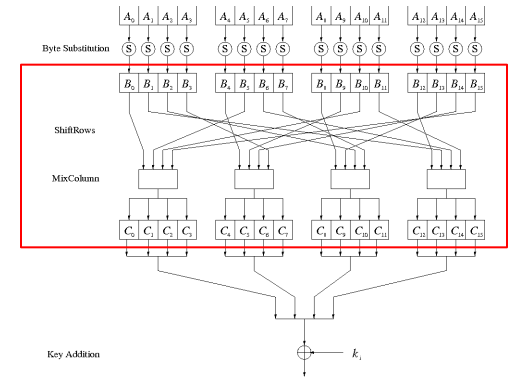 A₀ A₁ A₂ A₃ A₄ A₅ A₆ A₇ A₈ A₉ A₁₀ A₁₁ A₁₂ A₁₃ A₁₄ A₁₅
Byte Substitution S S S S S S S S S S S S S S S S
B₀ B₁ B₂ B₃ B₄ B₅ B₆ B₇ B₈ B₉ B₁₀ B₁₁ B₁₂ B₁₃ B₁₄ B₁₅
ShiftRows
MixColumn
C₀ C₁ C₂ C₃ C₄ C₅ C₆ C₇ C₈ C₉ C₁₀ C₁₁ C₁₂ C₁₃ C₁₄ C₁₅
Key Addition kᵢ